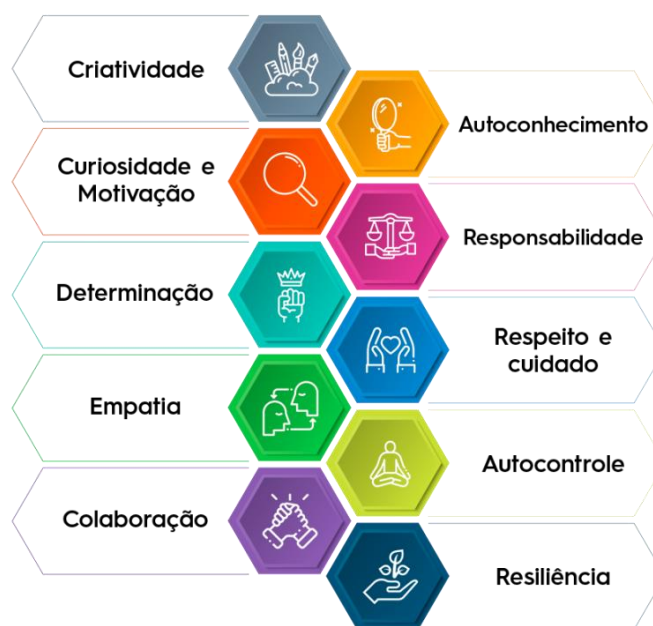 Criatividade
Autoconhecimento
Curiosidade e
Motivação
Responsabilidade
Determinação
Respeito e
cuidado
Empatia
Autocontrole
Colaboração
Resiliência